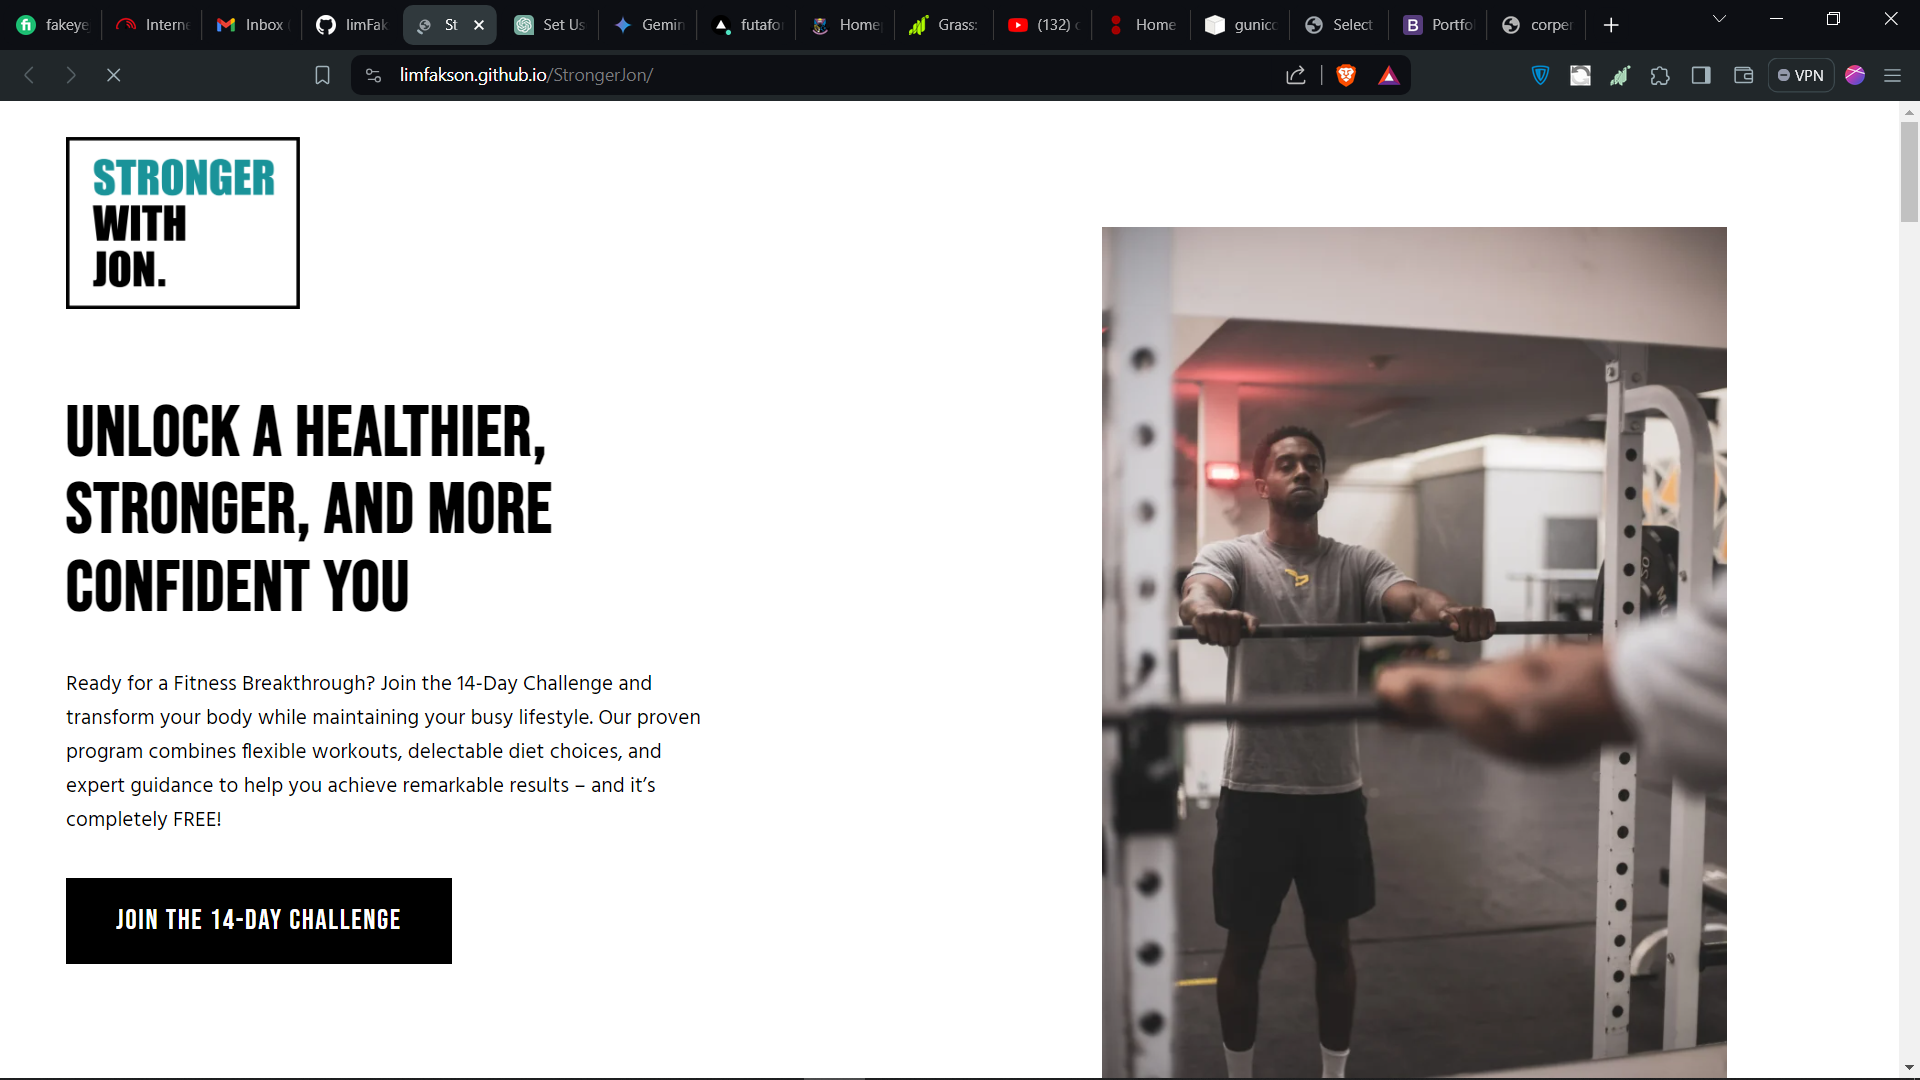 fakeye
Intern
Inbox
limFak
St
Set Us
Gemin
futafo
Home
Grass:
(132)
Home
gunic
Select
Portfo
corper
limfakson.github.io/StrongerJon/
VPN
STRONGER
WITH
JON.
UNLOCK A HEALTHIER,
STRONGER, AND MORE
CONFIDENT YOU
Ready for a Fitness Breakthrough? Join the 14-Day Challenge and
transform your body while maintaining your busy lifestyle. Our proven
program combines flexible workouts, delectable diet choices, and
expert guidance to help you achieve remarkable results – and it’s
completely FREE!
JOIN THE 14-DAY CHALLENGE